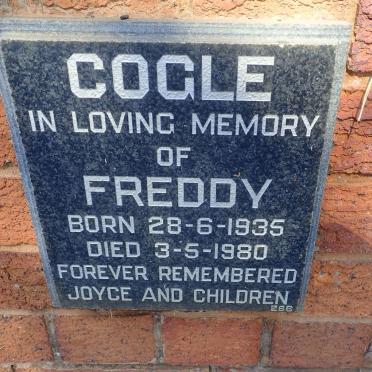 COGLE
IN LOVING MEMORY
OF
FREDDY
BORN 28-6-1935
DIED 3-5-1980
FOREVER REMEMBERED
JOYCE AND CHILDREN
266